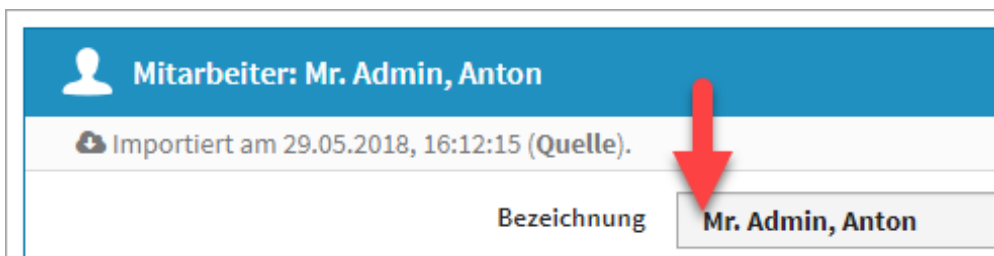 Mitarbeiter: Mr. Admin, Anton
Importiert am 29.05.2018, 16:12:15 (Quelle).
Bezeichnung Mr. Admin, Anton